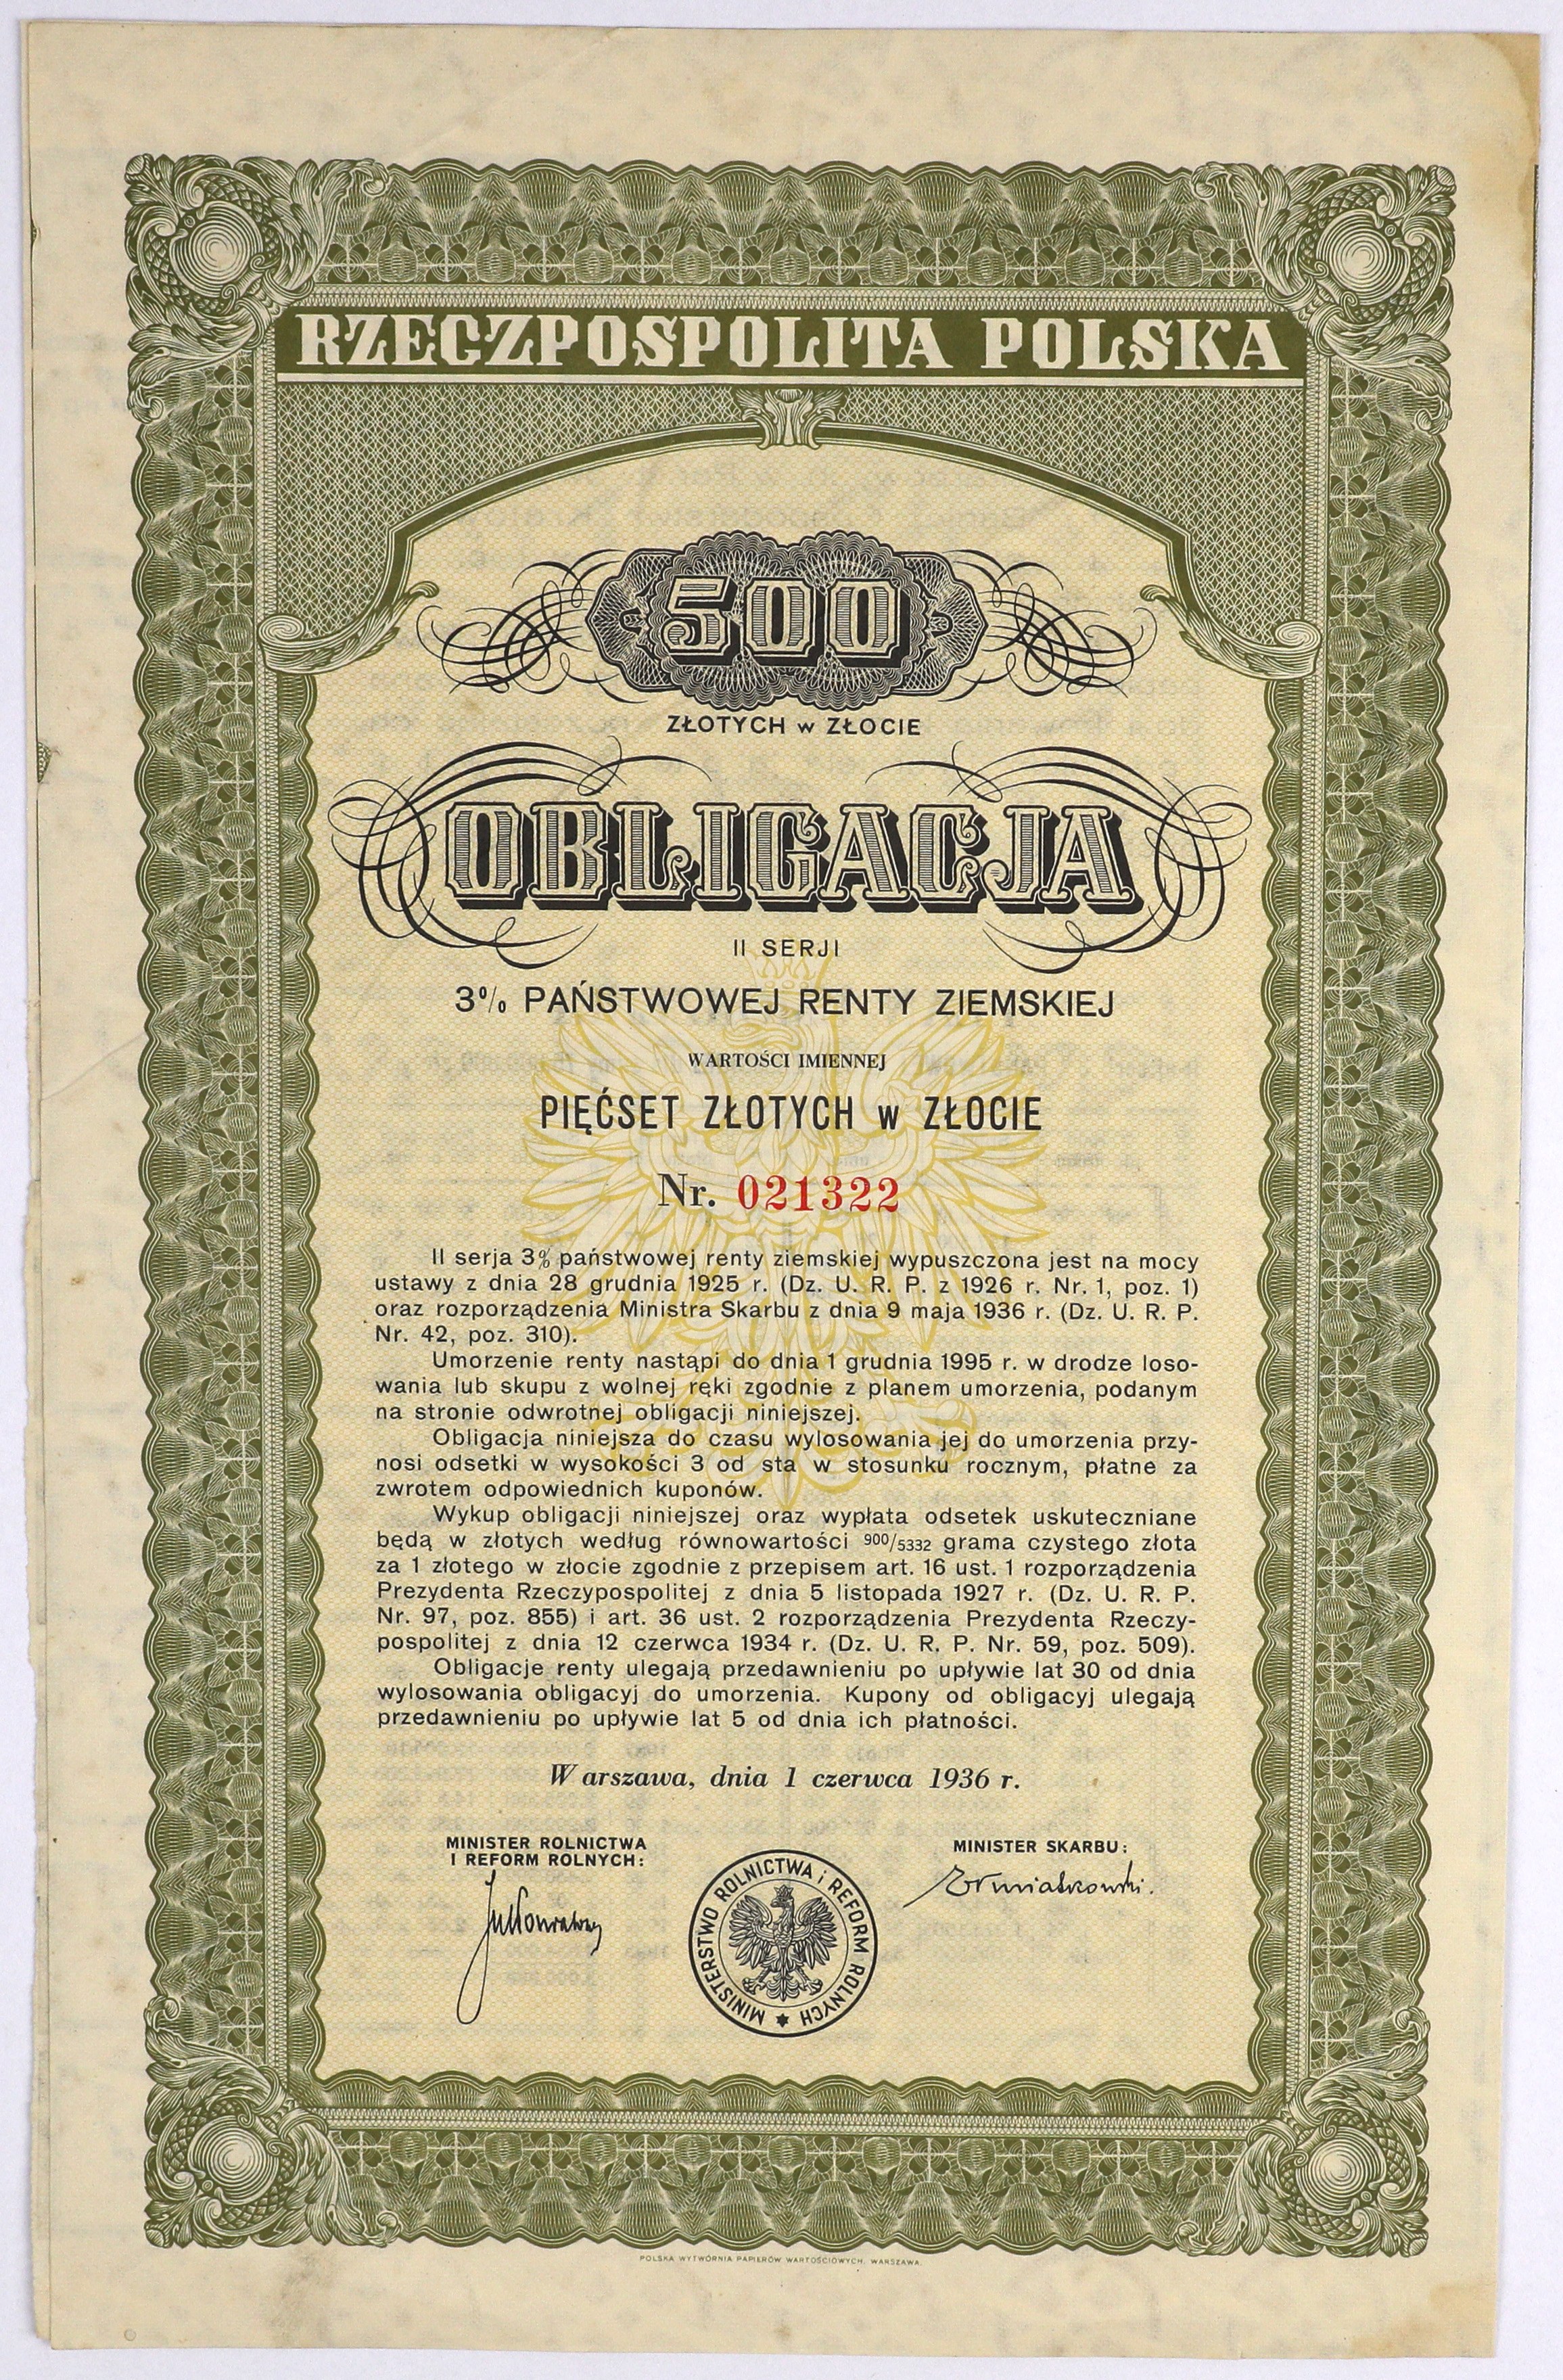 RZECZPOSPOLITA POLSKA
500
ZŁOTYCH w ZŁOCIE
OBLIGACJA
II SERJI
3% PAŃSTWOWEJ RENTY ZIEMSKIEJ
WARTOŚCI IMIENNEJ
PIĘĆSET ZŁOTYCH w ZŁOCIE
Nr. 021322
II serja 3% państwowej renty ziemskiej wypuszczona jest na mocy
ustawy z dnia 28 grudnia 1925 r. (Dz. U. R. P. z 1926 r. Nr. 1, poz. 1)
oraz rozporządzenia Ministra Skarbu z dnia 9 maja 1936 r. (Dz. U. R. P.
Nr. 42, poz. 310).
Umorzenie renty nastąpi do dnia 1 grudnia 1995 r. w drodze loso-
wania lub skupu z wolnej ręki zgodnie z planem umorzenia, podanym
na stronie odwrotnej obligacji niniejszej.
Obligacja niniejsza do czasu wylosowania jej do umorzenia przy-
nosi odsetki w wysokości 3 od sta w stosunku rocznym, płatne za
zwrotem odpowiednich kuponów.
Wykup obligacji niniejszej oraz wypłata odsetek uskuteczniane
będą w złotych według równowartości 900/5332 grama czystego złota
za 1 złotego w złocie zgodnie z przepisem art. 16 ust. 1 rozporządzenia
Prezydenta Rzeczypospolitej z dnia 5 listopada 1927 r. (Dz. U. R. P.
Nr. 97, poz. 855) i art. 36 ust. 2 rozporządzenia Prezydenta Rzeczy-
pospolitej z dnia 12 czerwca 1934 r. (Dz. U. R. P. Nr. 59, poz. 509).
Obligacje renty ulegają przedawnieniu po upływie lat 30 od dnia
wylosowania obligacyj do umorzenia. Kupony od obligacyj ulegają
przedawnieniu po upływie lat 5 od dnia ich płatności.
Warszawa, dnia 1 czerwca 1936 r.
MINISTER ROLNICTWA
I REFORM ROLNYCH:
MINISTER SKARBU:
MINISTERSTWO ROLNICTWA i REFORM ROLNYCH
POLSKA WYTWÓRNIA PAPIERÓW WARTOŚCIOWYCH, WARSZAWA.